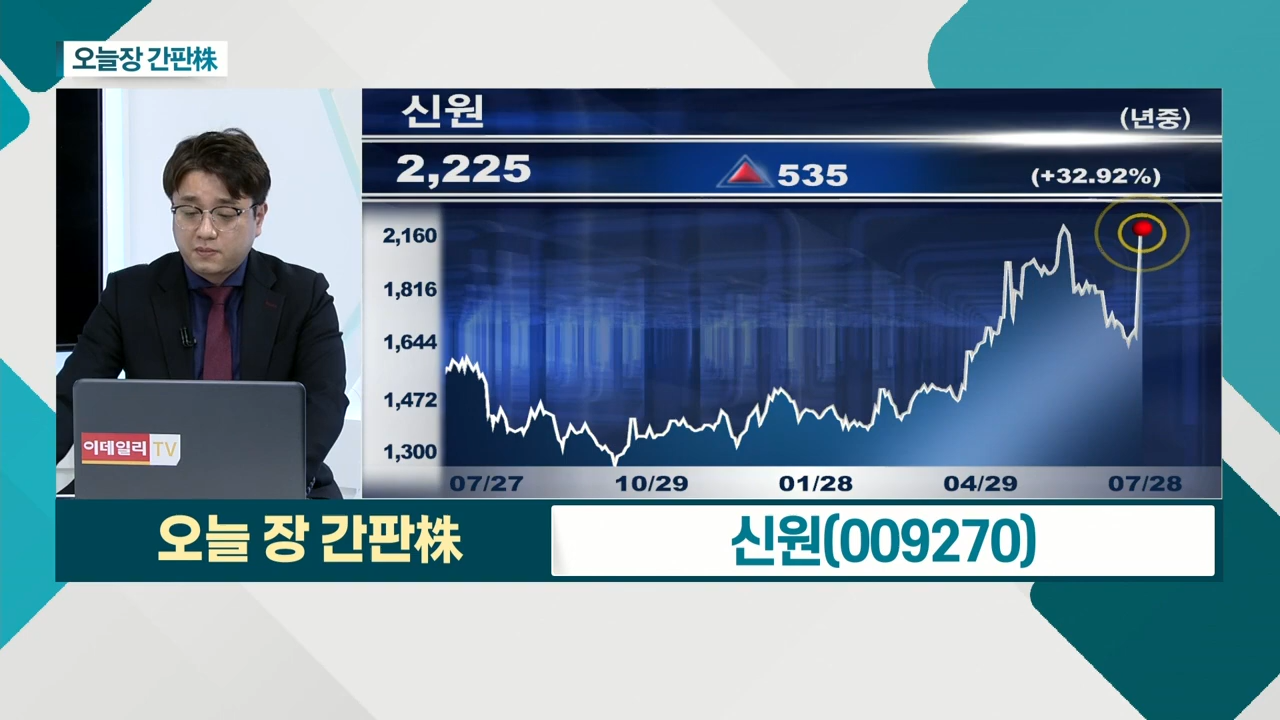 오늘장 간판株
신원
(년중)
2,225 535 (+32.92%)
2,160
1,816
1,644
1,472
1,300
07/27 10/29 01/28 04/29 07/28
이데일리 TV
오늘 장 간판株
신원(009270)